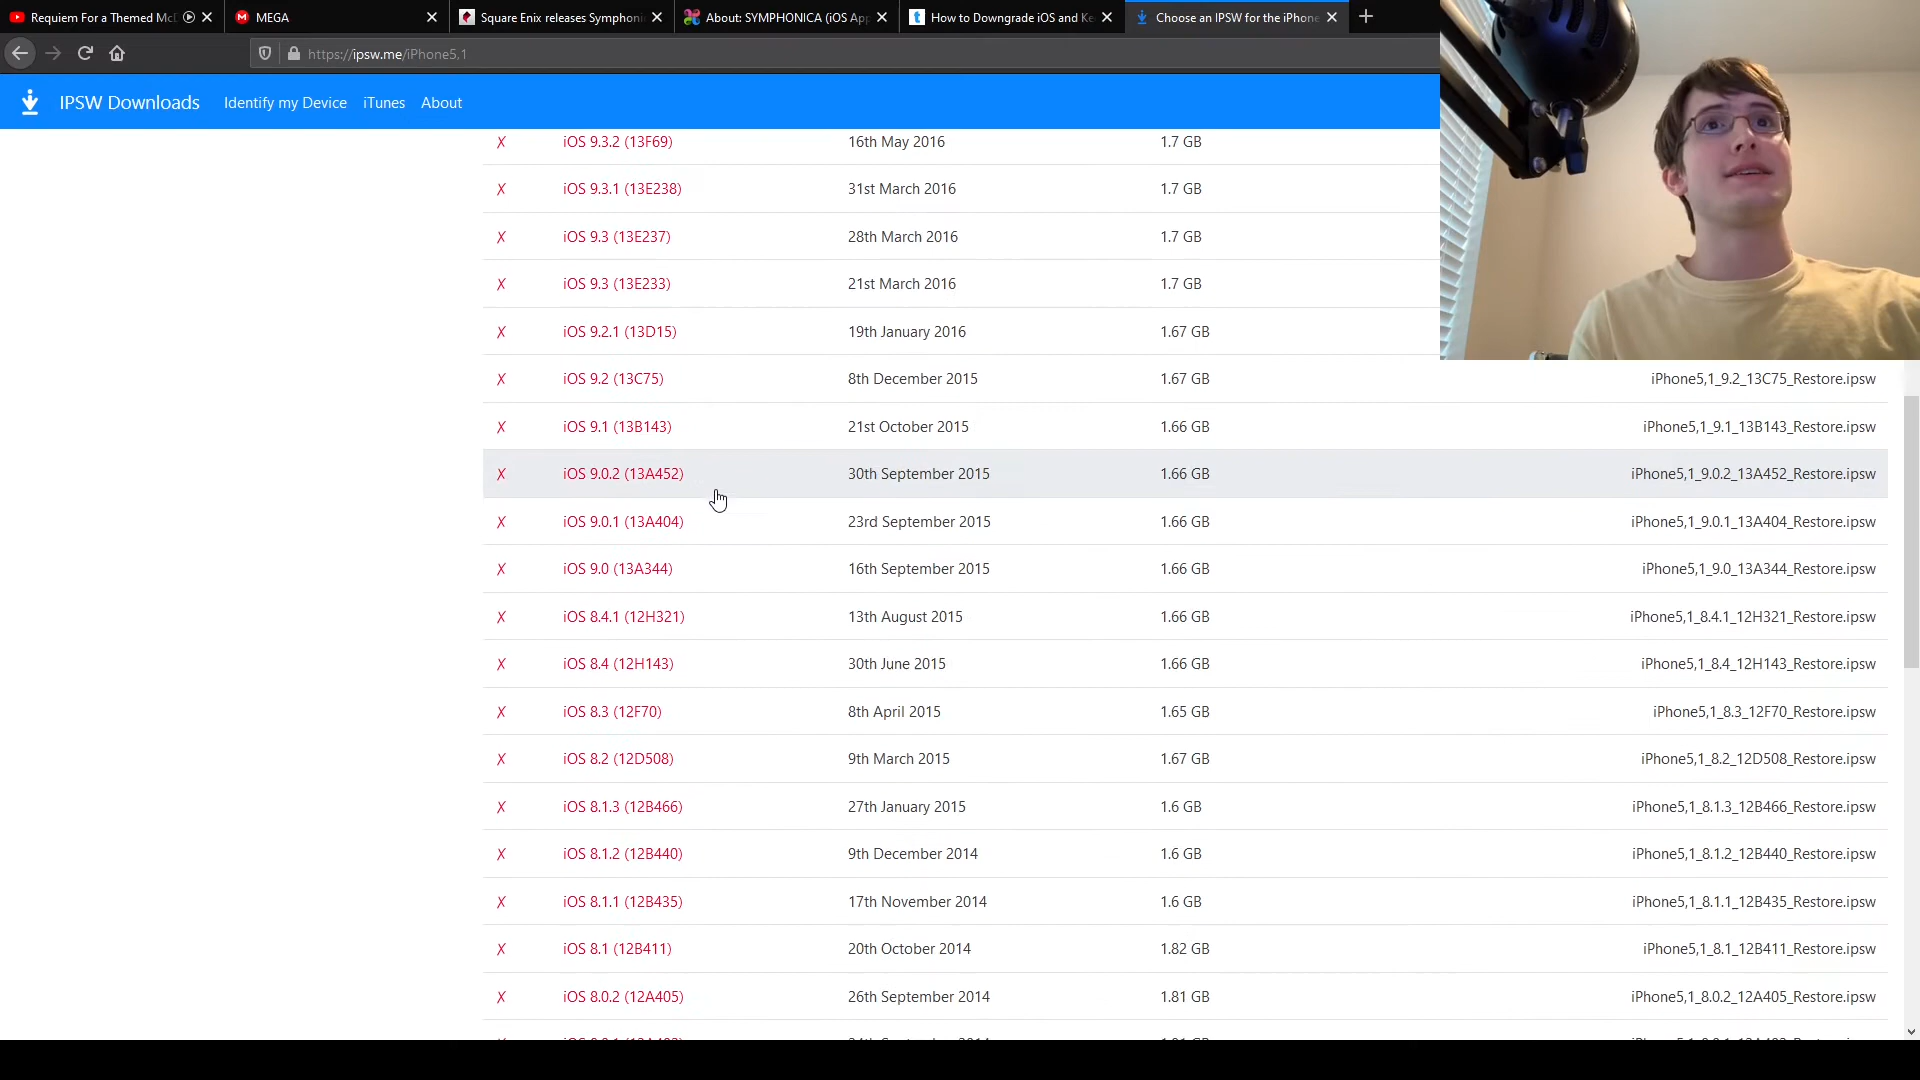 Requiem For a Themed McD
MEGA
Square Enix releases Symphoni
About: SYMPHONICA (iOS App
How to Downgrade iOS and Ke
Choose an IPSW for the iPhone
https://ipsw.me/iPhone5,1
IPSW Downloads Identify my Device iTunes About
X iOS 9.3.2 (13F69) 16th May 2016 1.7 GB
X iOS 9.3.1 (13E238) 31st March 2016 1.7 GB
X iOS 9.3 (13E237) 28th March 2016 1.7 GB
X iOS 9.3 (13E233) 21st March 2016 1.7 GB
X iOS 9.2.1 (13D15) 19th January 2016 1.67 GB
X iOS 9.2 (13C75) 8th December 2015 1.67 GB iPhone5,1_9.2_13C75_Restore.ipsw
X iOS 9.1 (13B143) 21st October 2015 1.66 GB iPhone5,1_9.1_13B143_Restore.ipsw
X iOS 9.0.2 (13A452) 30th September 2015 1.66 GB iPhone5,1_9.0.2_13A452_Restore.ipsw
X iOS 9.0.1 (13A404) 23rd September 2015 1.66 GB iPhone5,1_9.0.1_13A404_Restore.ipsw
X iOS 9.0 (13A344) 16th September 2015 1.66 GB iPhone5,1_9.0_13A344_Restore.ipsw
X iOS 8.4.1 (12H321) 13th August 2015 1.66 GB iPhone5,1_8.4.1_12H321_Restore.ipsw
X iOS 8.4 (12H143) 30th June 2015 1.66 GB iPhone5,1_8.4_12H143_Restore.ipsw
X iOS 8.3 (12F70) 8th April 2015 1.65 GB iPhone5,1_8.3_12F70_Restore.ipsw
X iOS 8.2 (12D508) 9th March 2015 1.67 GB iPhone5,1_8.2_12D508_Restore.ipsw
X iOS 8.1.3 (12B466) 27th January 2015 1.6 GB iPhone5,1_8.1.3_12B466_Restore.ipsw
X iOS 8.1.2 (12B440) 9th December 2014 1.6 GB iPhone5,1_8.1.2_12B440_Restore.ipsw
X iOS 8.1.1 (12B435) 17th November 2014 1.6 GB iPhone5,1_8.1.1_12B435_Restore.ipsw
X iOS 8.1 (12B411) 20th October 2014 1.82 GB iPhone5,1_8.1_12B411_Restore.ipsw
X iOS 8.0.2 (12A405) 26th September 2014 1.81 GB iPhone5,1_8.0.2_12A405_Restore.ipsw